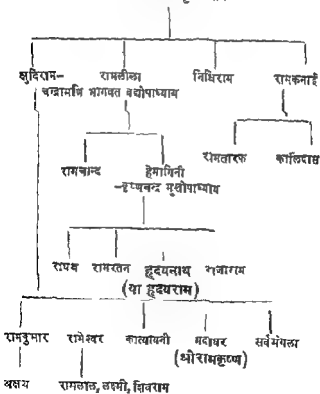 क्षुदिराम- रामलीला निधिराम रामकनाई
चन्द्रामणि भागवत बंद्योपाध्याय
रामतारक कालिदास
रामचान्द हेमांगिनी
-कृष्णचन्द्र मुखोपाध्याय
राघव रामरतन हृदयनाथ राजाराम
(या हृदयराम)
रामकुमार रामेश्वर कात्यायनी गदाधर सर्वमंगला
(श्रीरामकृष्ण)
अक्षय रामलाल, लक्ष्मी, शिवराम